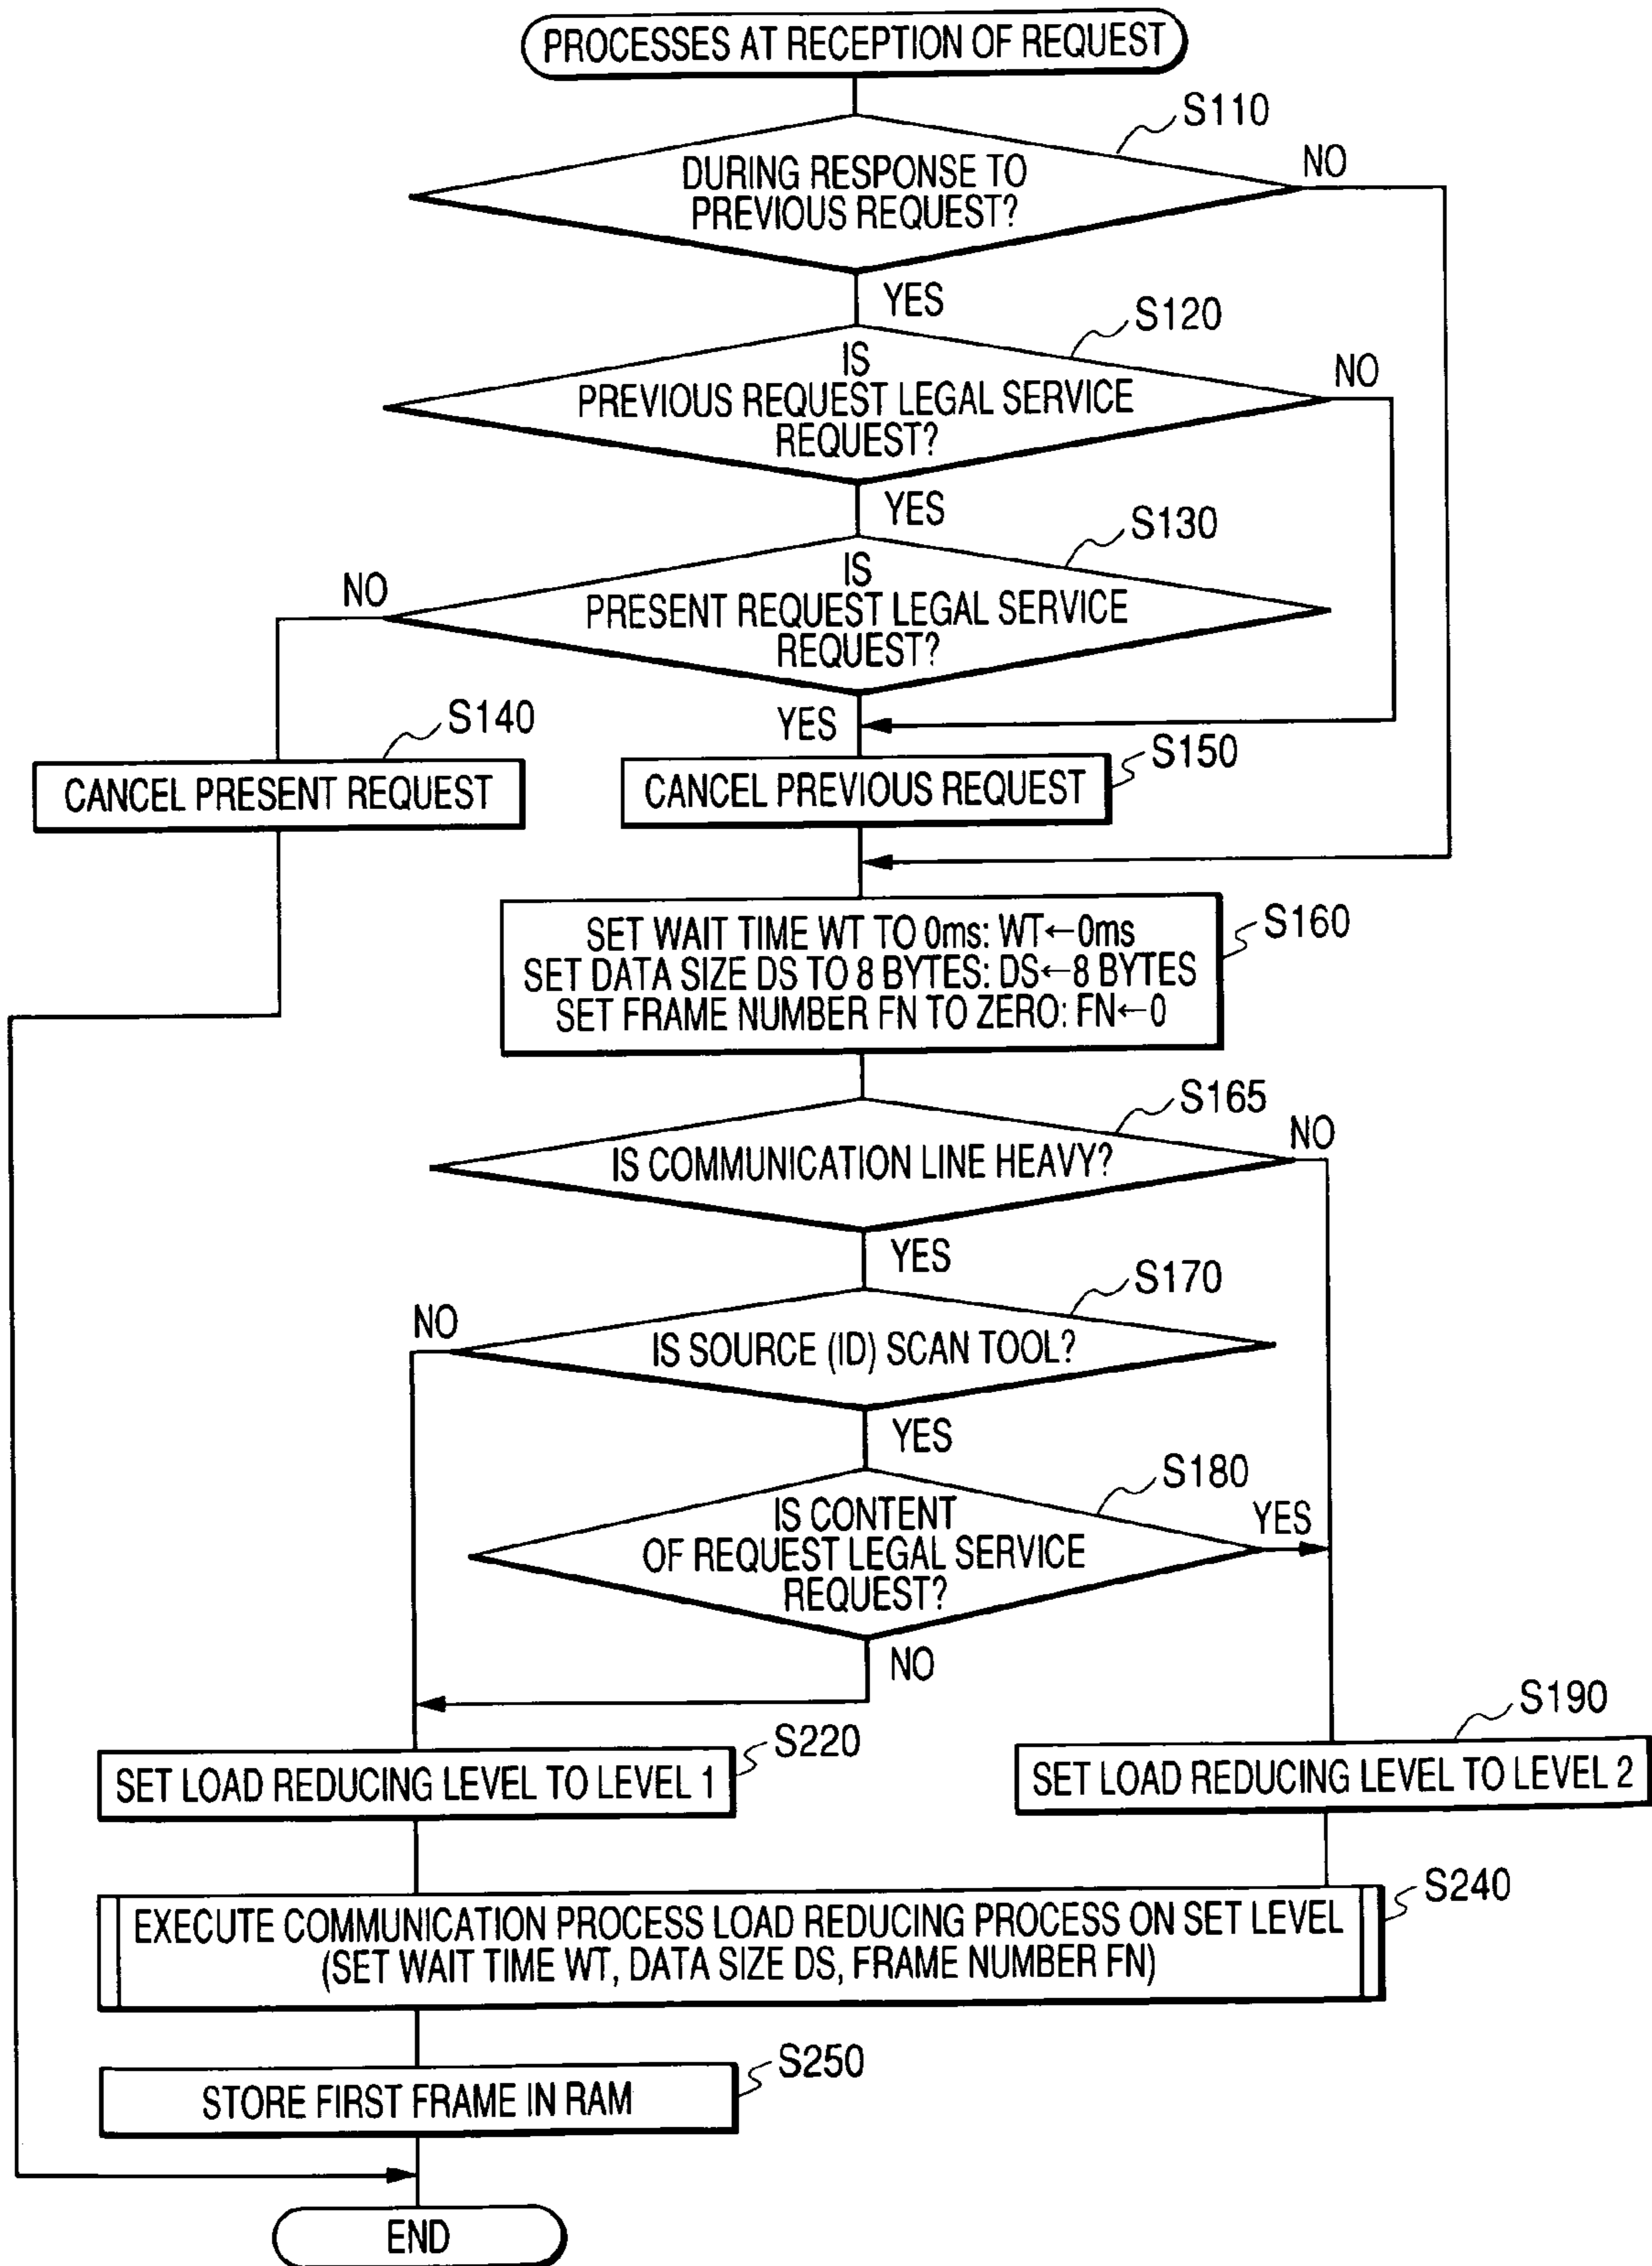 PROCESSES AT RECEPTION OF REQUEST
S110
DURING RESPONSE TO
PREVIOUS REQUEST?
NO
YES
S120
IS
PREVIOUS REQUEST LEGAL SERVICE
REQUEST?
NO
YES
S130
IS
PRESENT REQUEST LEGAL SERVICE
REQUEST?
NO
YES
S140
CANCEL PRESENT REQUEST
S150
CANCEL PREVIOUS REQUEST
S160
SET WAIT TIME WT TO 0ms: WT←0ms
SET DATA SIZE DS TO 8 BYTES: DS←8 BYTES
SET FRAME NUMBER FN TO ZERO: FN←0
S165
IS COMMUNICATION LINE HEAVY?
NO
YES
S170
IS SOURCE (ID) SCAN TOOL?
NO
YES
S180
IS CONTENT
OF REQUEST LEGAL SERVICE
REQUEST?
YES
NO
S220
SET LOAD REDUCING LEVEL TO LEVEL 1
S190
SET LOAD REDUCING LEVEL TO LEVEL 2
S240
EXECUTE COMMUNICATION PROCESS LOAD REDUCING PROCESS ON SET LEVEL
(SET WAIT TIME WT, DATA SIZE DS, FRAME NUMBER FN)
S250
STORE FIRST FRAME IN RAM
END